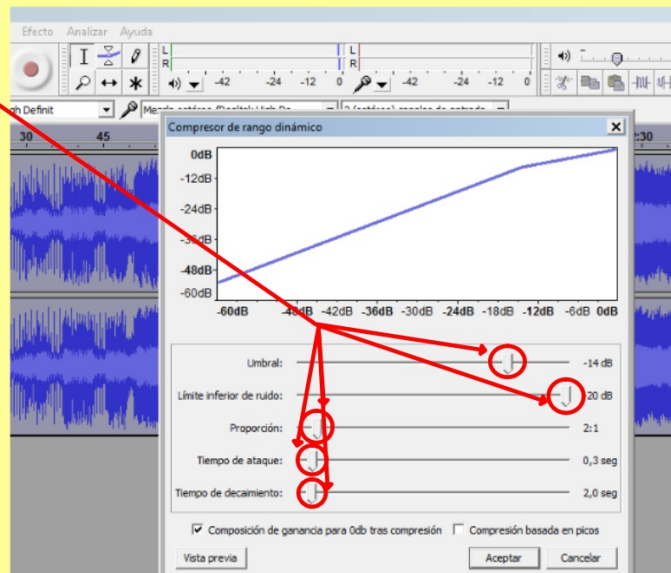 Efecto Analizar Ayuda
L
R
-42 -24 -12 0
L
R
-42 -24 -12 0
gh Definit
30 45
2:30
Compresor de rango dinámico
0dB
-12dB
-24dB
-36dB
-48dB
-60dB
-60dB -48dB -42dB -36dB -30dB -24dB -18dB -12dB -6dB 0dB
Umbral: -14 dB
Límite inferior de ruido: 20 dB
Proporción: 2:1
Tiempo de ataque: 0,3 seg
Tiempo de decaimiento: 2,0 seg
Composición de ganancia para 0db tras compresión Compresión basada en picos
Vista previa Aceptar Cancelar